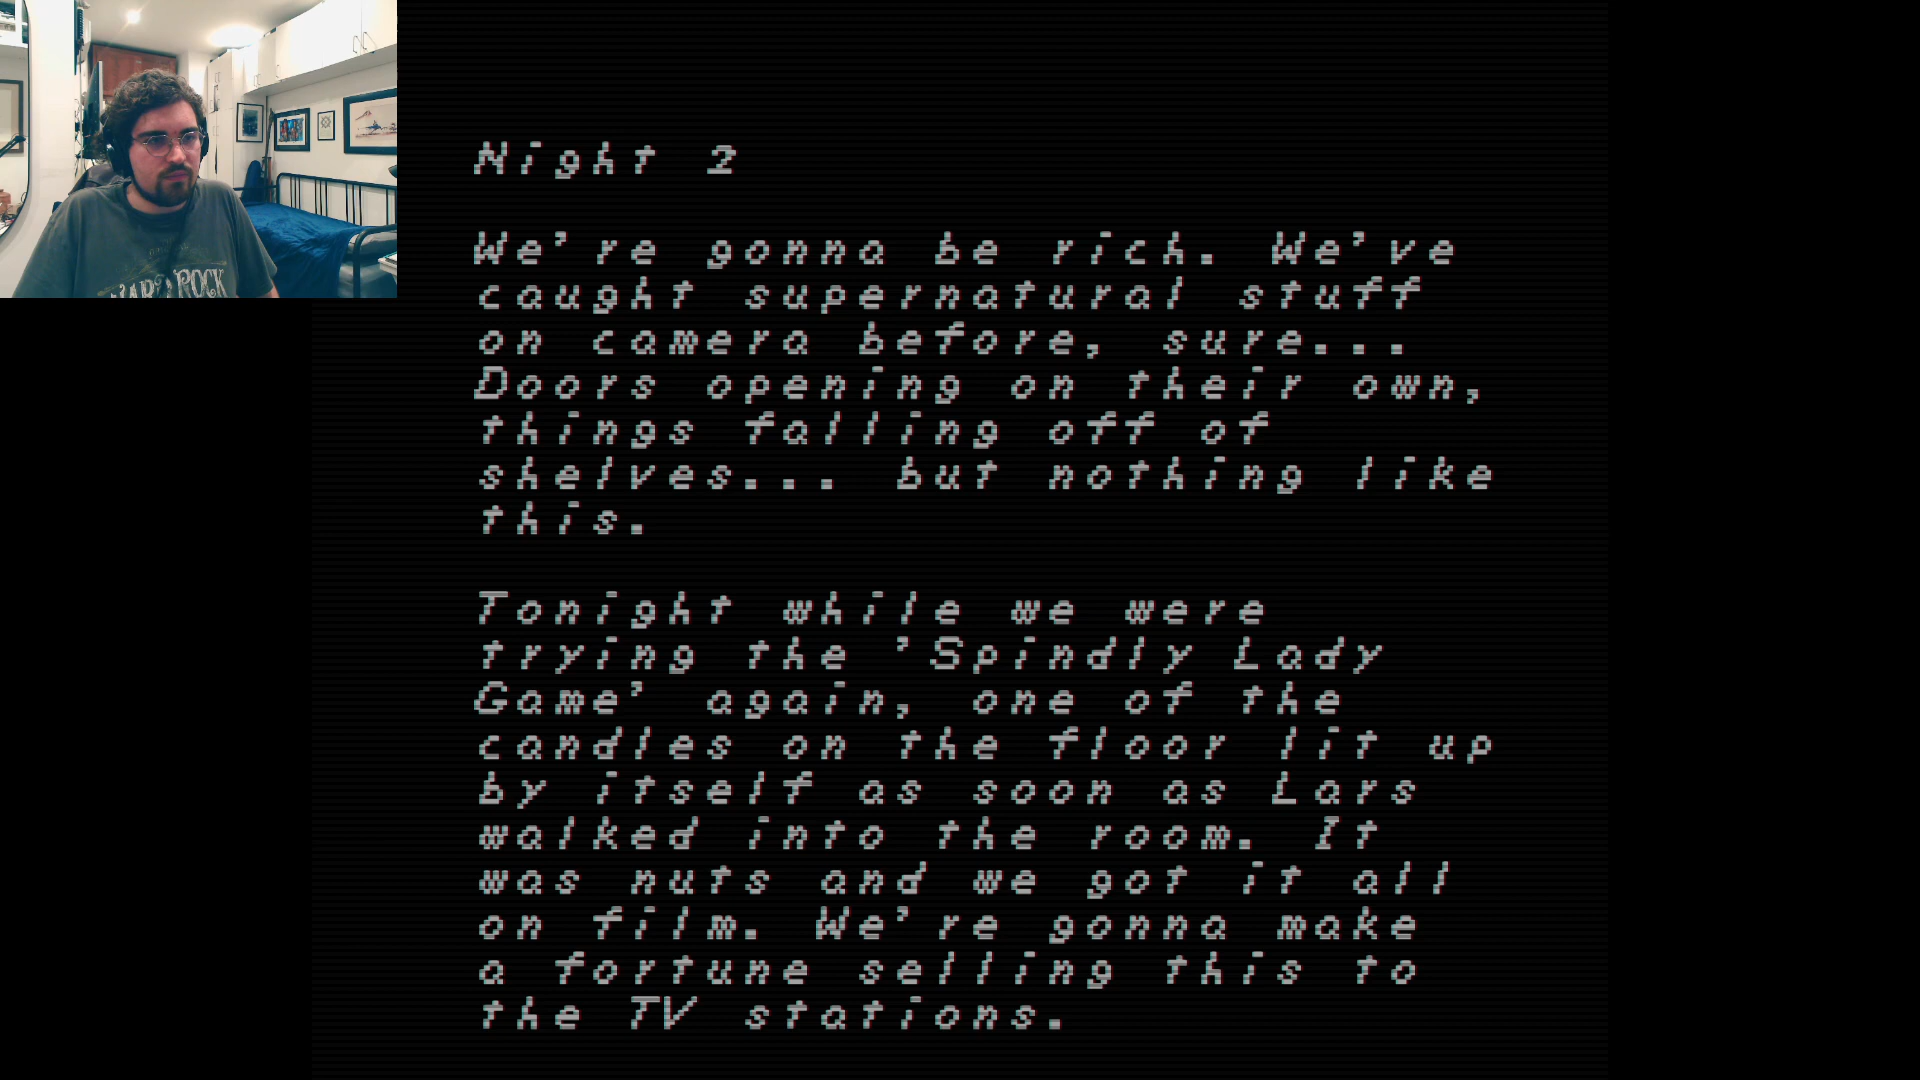 Night 2
We're gonna be rich. We've
caught supernatural stuff
on camera before, sure...
Doors opening on their own,
things falling off of
shelves... but nothing like
this.
Tonight while we were
trying the 'Spindly Lady
Game' again, one of the
candles on the floor lit up
by itself as soon as Lars
walked into the room. It
was nuts and we got it all
on film. We're gonna make
a fortune selling this to
the TV stations.
HARD ROCK